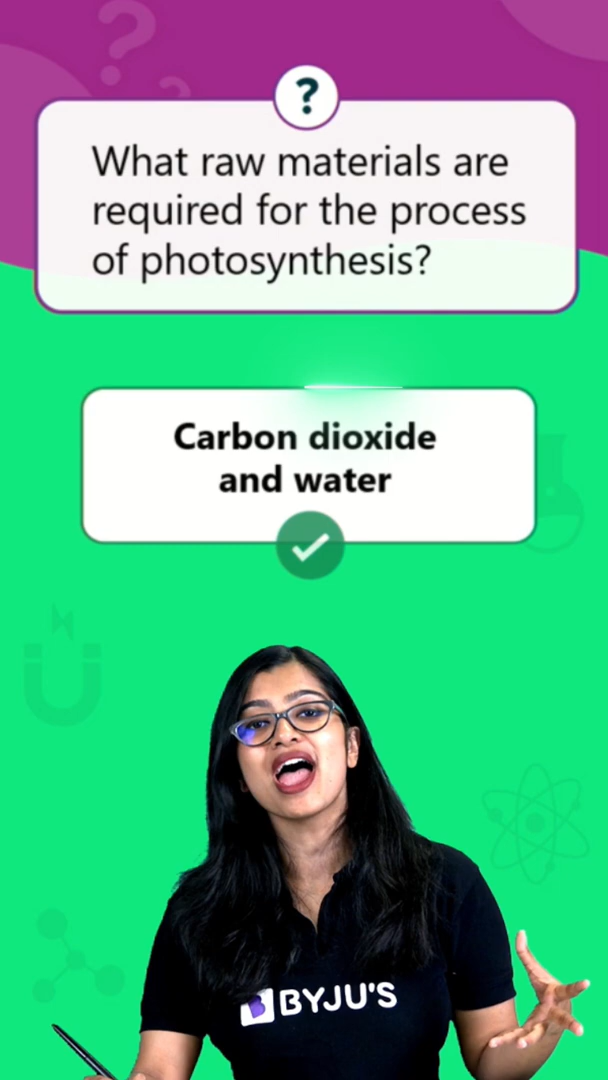 ?
What raw materials are
required for the process
of photosynthesis?
Carbon dioxide
and water
BYJU'S